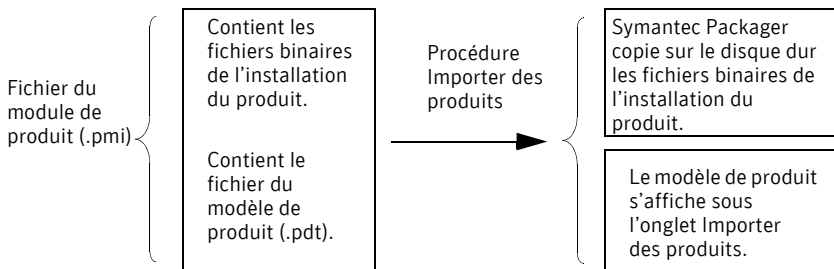 Fichier du
module de
produit (.pmi)
Contient les
fichiers binaires
de l'installation
du produit.
Contient le
fichier du
modèle de
produit (.pdt).
Procédure
Importer des
produits
Symantec Packager
copie sur le disque dur
les fichiers binaires de
l'installation du
produit.
Le modèle de produit
s'affiche sous
l'onglet Importer
des produits.